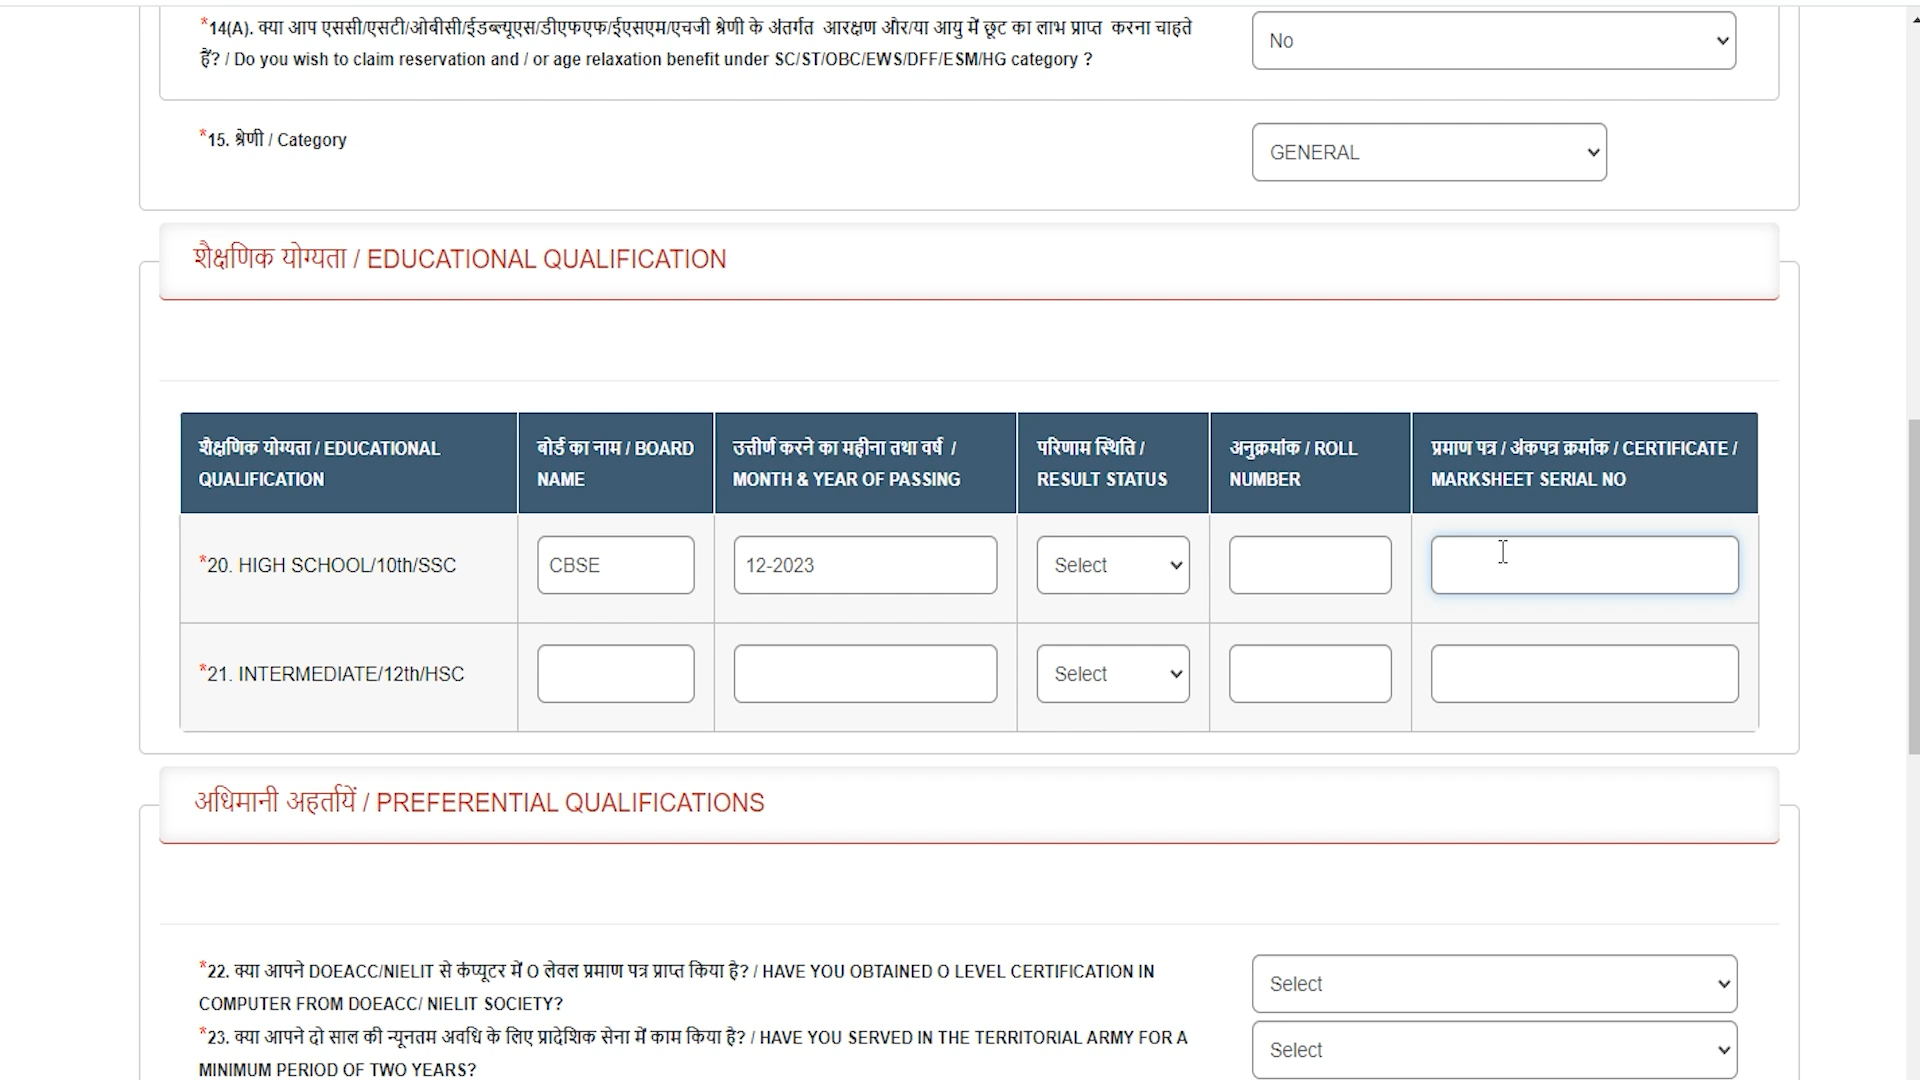 *14(A). क्या आप एससी/एसटी/ओबीसी/ईडब्ल्यूएस/डीएफएफ/ईएसएम/एचजी श्रेणी के अंतर्गत आरक्षण और/या आयु में छूट का लाभ प्राप्त करना चाहते
हैं? / Do you wish to claim reservation and / or age relaxation benefit under SC/ST/OBC/EWS/DFF/ESM/HG category ?
No
*15. श्रेणी / Category
GENERAL
शैक्षणिक योग्यता / EDUCATIONAL QUALIFICATION
शैक्षणिक योग्यता / EDUCATIONAL
QUALIFICATION
बोर्ड का नाम / BOARD
NAME
उत्तीर्ण करने का महीना तथा वर्ष /
MONTH & YEAR OF PASSING
परिणाम स्थिति /
RESULT STATUS
अनुक्रमांक / ROLL
NUMBER
प्रमाण पत्र / अंकपत्र क्रमांक / CERTIFICATE /
MARKSHEET SERIAL NO
*20. HIGH SCHOOL/10th/SSC
CBSE
12-2023
Select
*21. INTERMEDIATE/12th/HSC
Select
अधिमानी अहर्तायें / PREFERENTIAL QUALIFICATIONS
*22. क्या आपने DOEACC/NIELIT से कंप्यूटर में O लेवल प्रमाण पत्र प्राप्त किया है? / HAVE YOU OBTAINED O LEVEL CERTIFICATION IN
COMPUTER FROM DOEACC/ NIELIT SOCIETY?
Select
*23. क्या आपने दो साल की न्यूनतम अवधि के लिए प्रादेशिक सेना में काम किया है? / HAVE YOU SERVED IN THE TERRITORIAL ARMY FOR A
MINIMUM PERIOD OF TWO YEARS?
Select